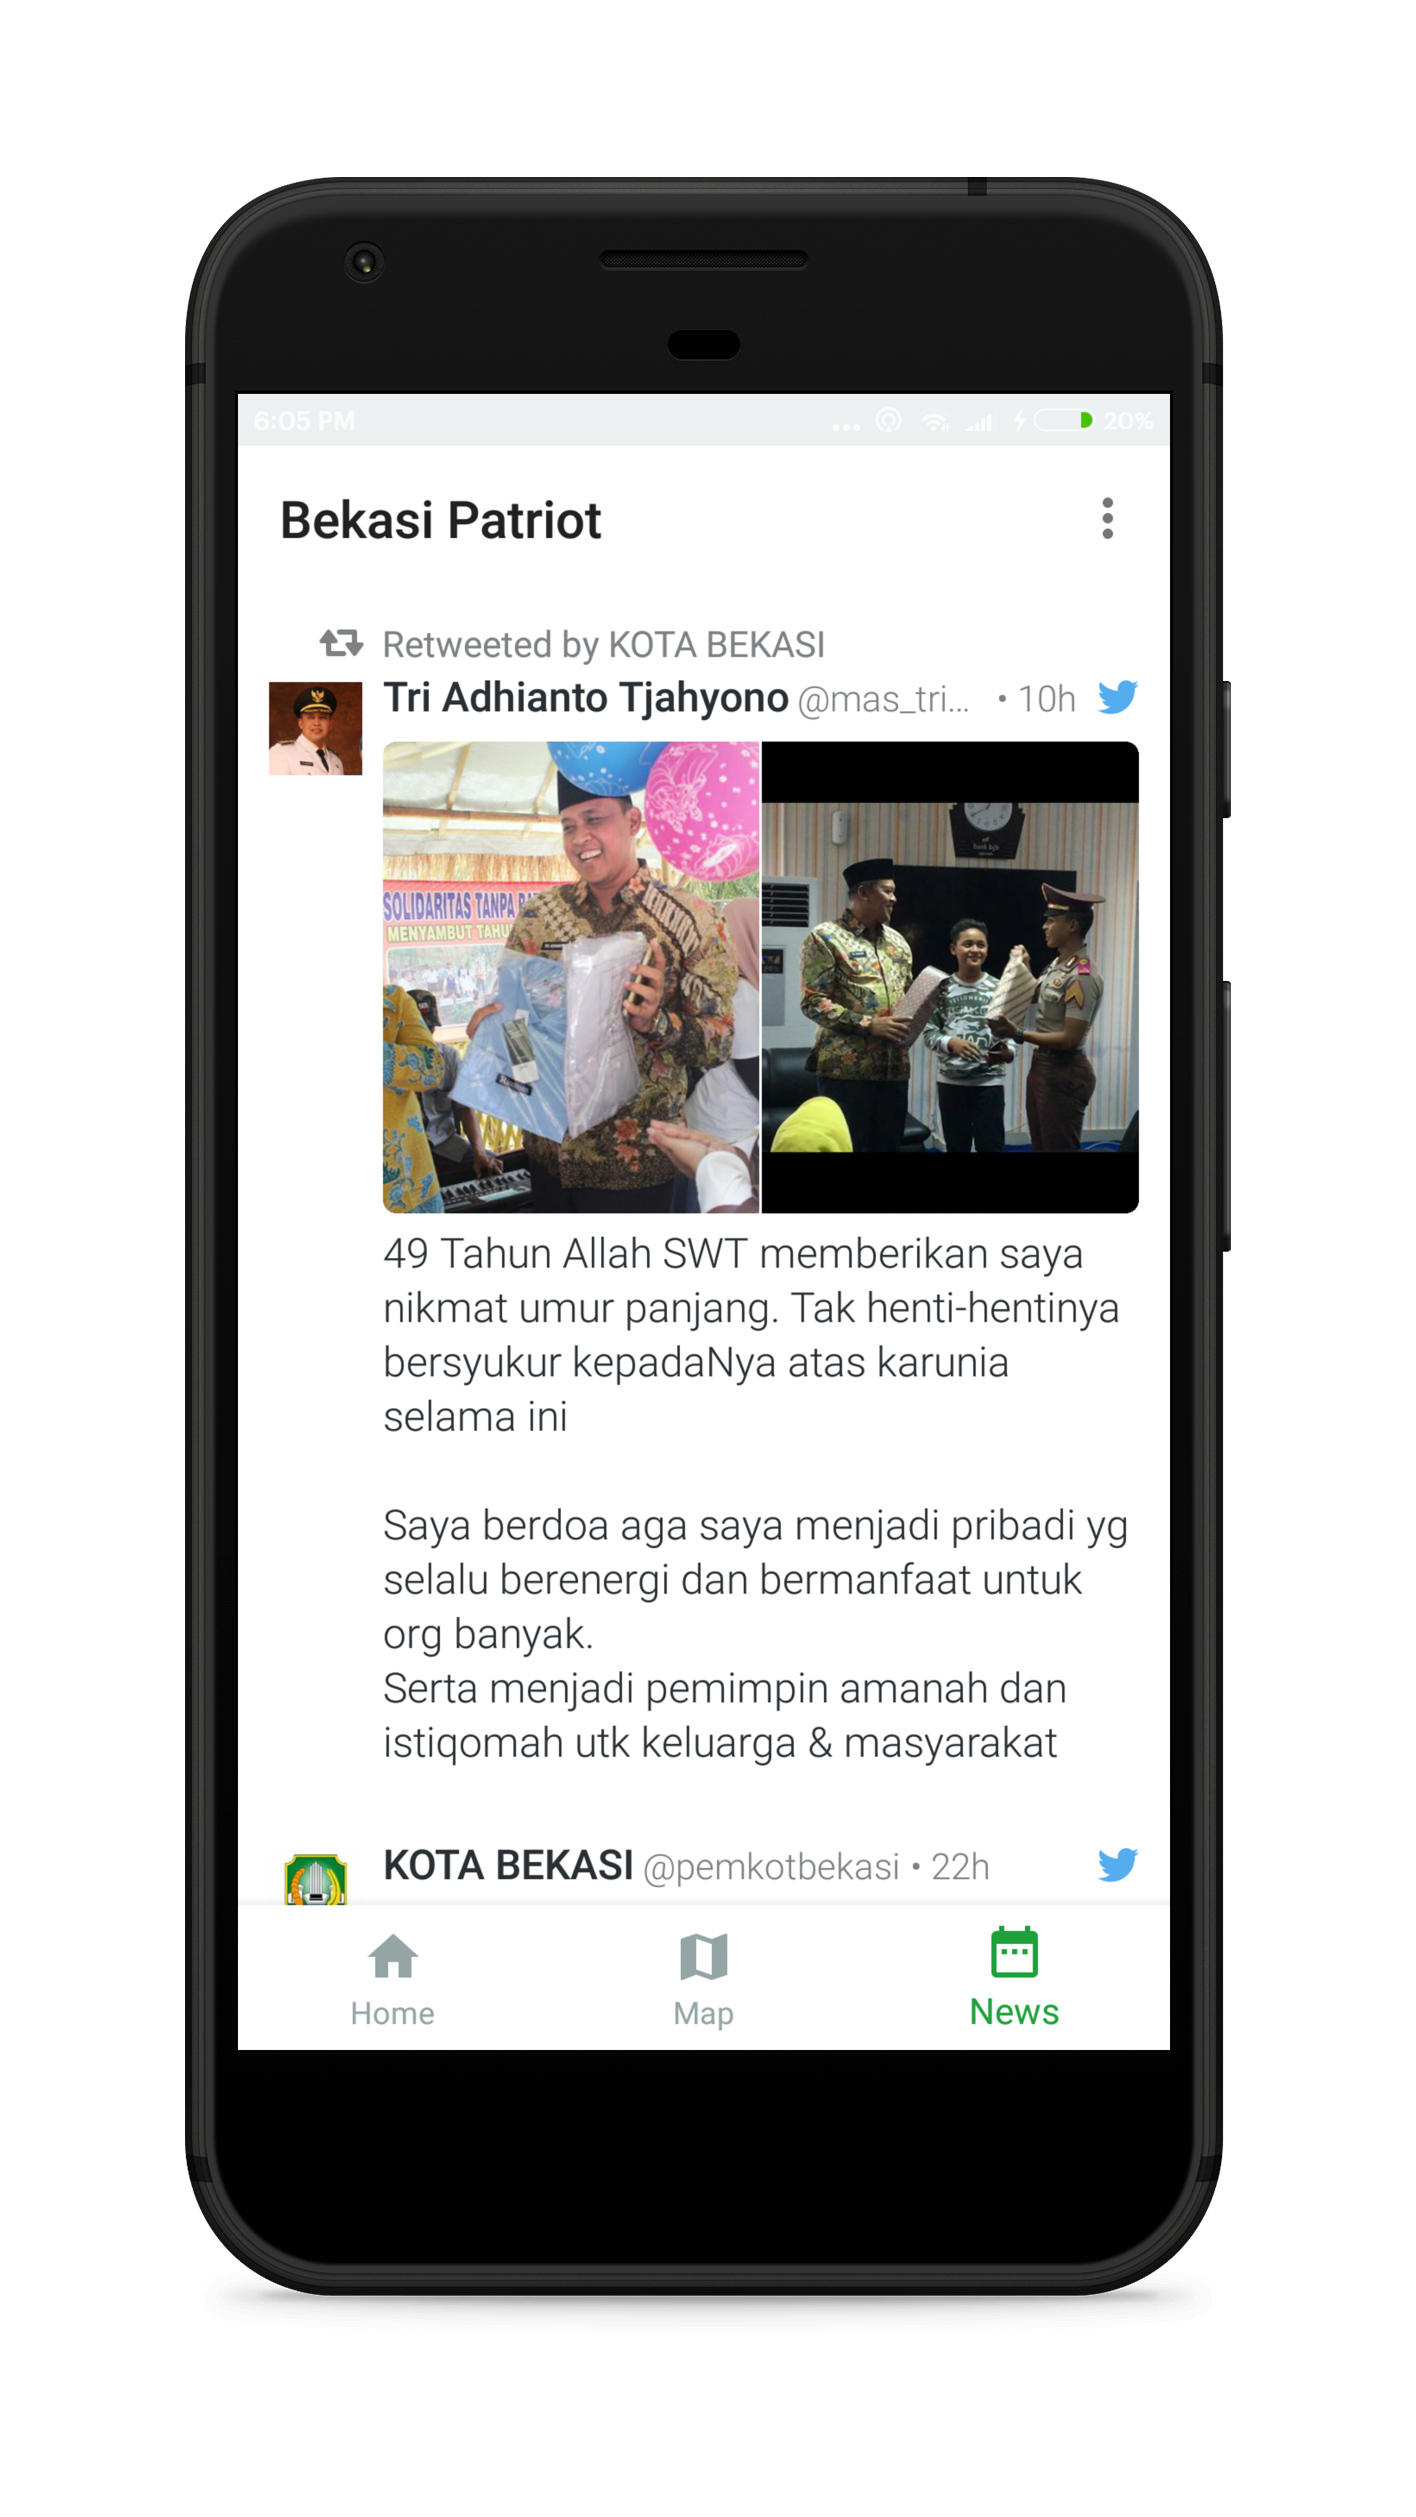 6:05 PM
20%
Bekasi Patriot
Retweeted by KOTA BEKASI
Tri Adhianto Tjahyono @mas_tri... • 10h
SOLIDARITAS TANPA
MENYAMBUT TAHU
bank bjb
49 Tahun Allah SWT memberikan saya
nikmat umur panjang. Tak henti-hentinya
bersyukur kepadaNya atas karunia
selama ini
Saya berdoa aga saya menjadi pribadi yg
selalu berenergi dan bermanfaat untuk
org banyak.
Serta menjadi pemimpin amanah dan
istiqomah utk keluarga & masyarakat
KOTA BEKASI @pemkotbekasi • 22h
Home
Map
News